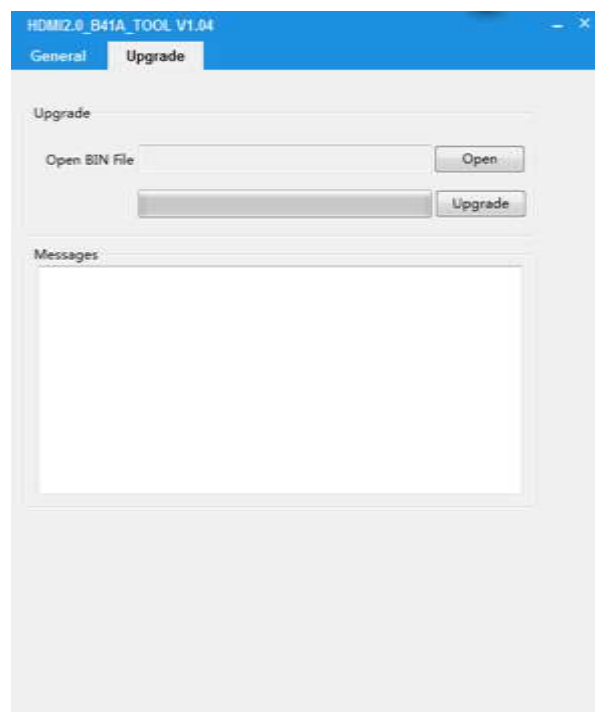 HDMI2.0_B41A_TOOL V1.04
General Upgrade
Upgrade
Open BIN File Open
Upgrade
Messages